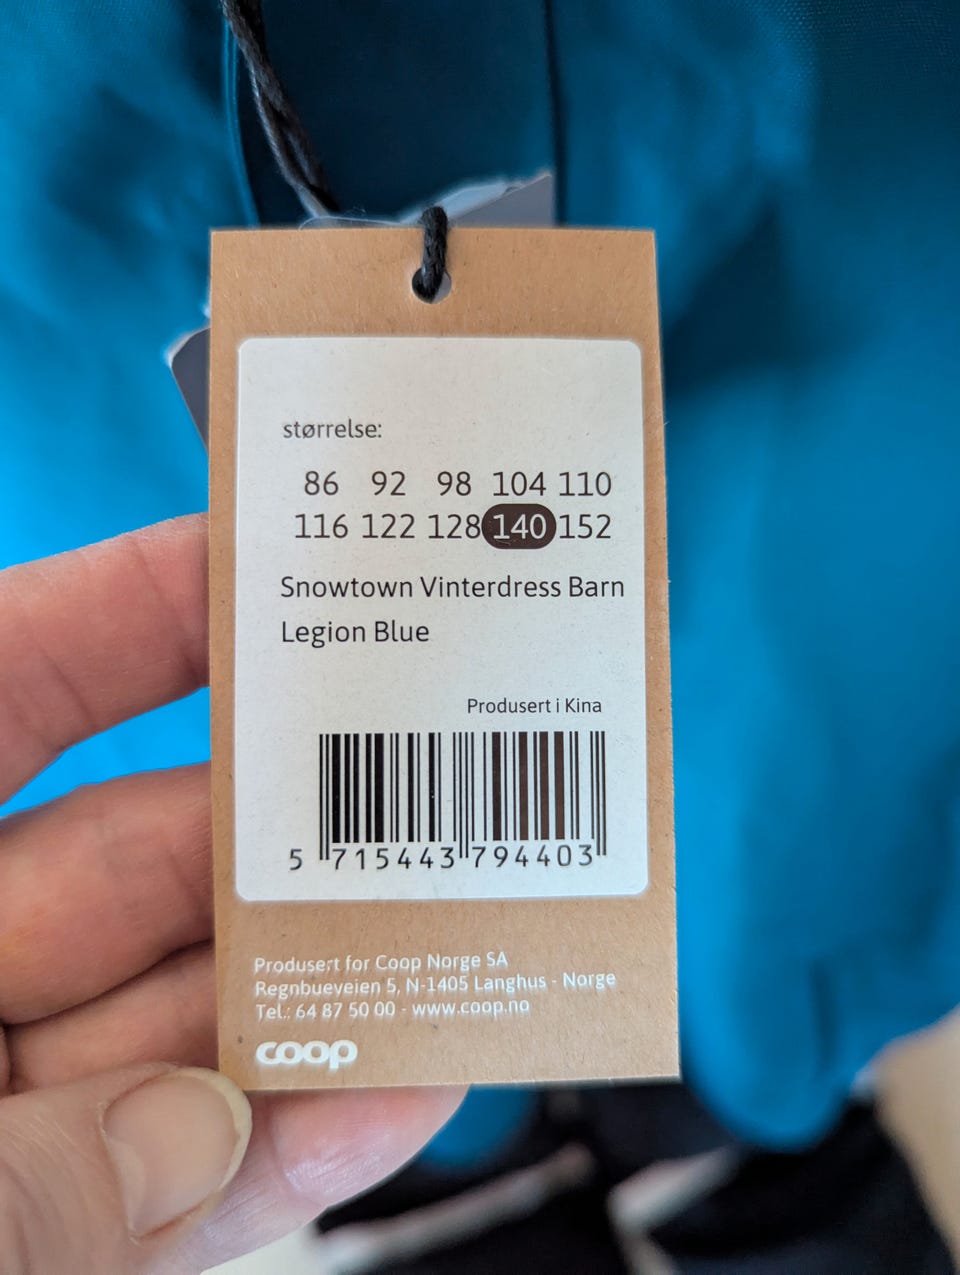 størrelse:
86 92 98 104 110
116 122 128 140 152
Snowtown Vinterdress Barn
Legion Blue
Produsert i Kina
5 715443 794403
Produsert for Coop Norge SA
Regnbueveien 5, N-1405 Langhus - Norge
Tel.: 64 87 50 00 - www.coop.no
coop